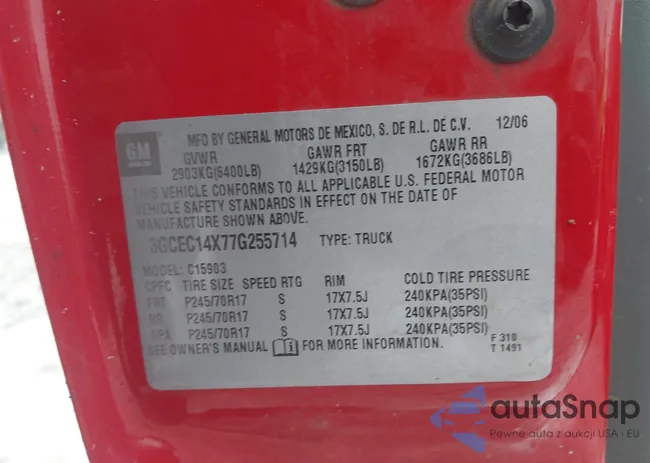 GM
MFD BY GENERAL MOTORS DE MEXICO, S. DE R.L. DE C.V. 12/06
GVWR GAWR FRT GAWR RR
2903KG(6400LB) 1429KG(3150LB) 1672KG(3686LB)
THIS VEHICLE CONFORMS TO ALL APPLICABLE U.S. FEDERAL MOTOR
VEHICLE SAFETY STANDARDS IN EFFECT ON THE DATE OF
MANUFACTURE SHOWN ABOVE.
3GCEC14X77G255714 TYPE: TRUCK
MODEL: C15903
CPFC TIRE SIZE SPEED RTG RIM COLD TIRE PRESSURE
FRT P245/70R17 S 17X7.5J 240KPA(35PSI)
RR P245/70R17 S 17X7.5J 240KPA(35PSI)
SPA P245/70R17 S 17X7.5J 240KPA(35PSI)
SEE OWNER'S MANUAL FOR MORE INFORMATION.
F 310
T 1491
autaSnap
Pewne auta z aukcji USA i EU